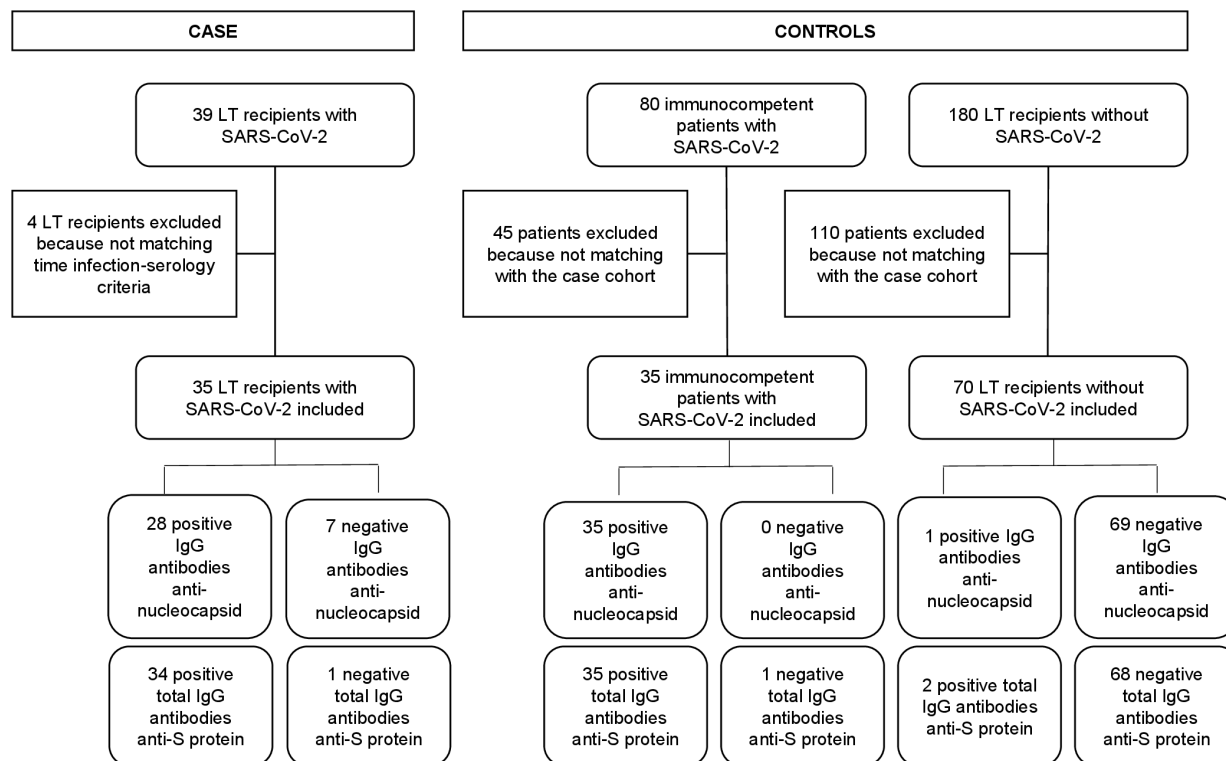 CASE
CONTROLS
39 LT recipients with
SARS-CoV-2
80 immunocompetent
patients with
SARS-CoV-2
180 LT recipients without
SARS-CoV-2
4 LT recipients excluded
because not matching
time infection-serology
criteria
45 patients excluded
because not matching
with the case cohort
110 patients excluded
because not matching
with the case cohort
35 LT recipients with
SARS-CoV-2 included
35 immunocompetent
patients with
SARS-CoV-2 included
70 LT recipients without
SARS-CoV-2 included
28 positive
IgG
antibodies
anti-
nucleocapsid
7 negative
IgG
antibodies
anti-
nucleocapsid
35 positive
IgG
antibodies
anti-
nucleocapsid
0 negative
IgG
antibodies
anti-
nucleocapsid
1 positive IgG
antibodies
anti-
nucleocapsid
69 negative
IgG
antibodies
anti-
nucleocapsid
34 positive
total IgG
antibodies
anti-S protein
1 negative
total IgG
antibodies
anti-S protein
35 positive
total IgG
antibodies
anti-S protein
1 negative
total IgG
antibodies
anti-S protein
2 positive total
IgG antibodies
anti-S protein
68 negative
total IgG
antibodies
anti-S protein